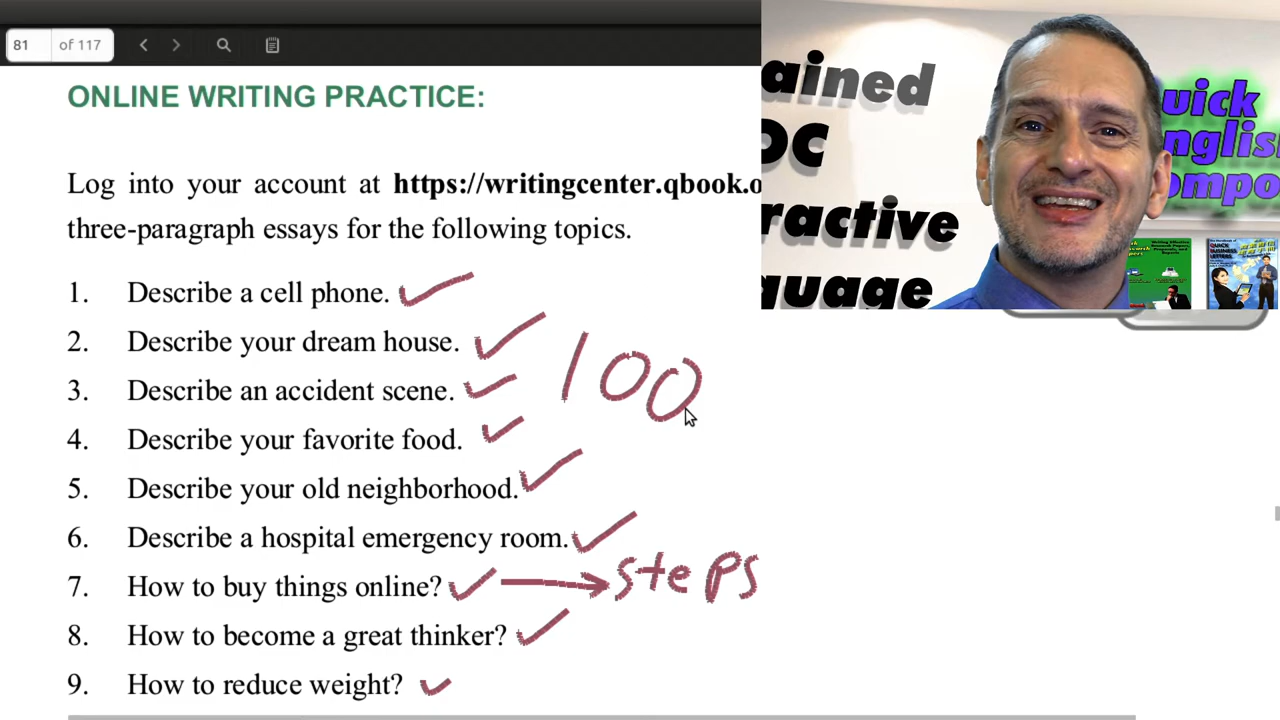 81 of 117
ONLINE WRITING PRACTICE:
ained
OC
ractive
guage
uick
nglis
ompo
Log into your account at https://writingcenter.qbook.o
three-paragraph essays for the following topics.
1. Describe a cell phone.
2. Describe your dream house.
100
3. Describe an accident scene.
4. Describe your favorite food.
5. Describe your old neighborhood.
6. Describe a hospital emergency room.
7. How to buy things online? steps
8. How to become a great thinker?
9. How to reduce weight?